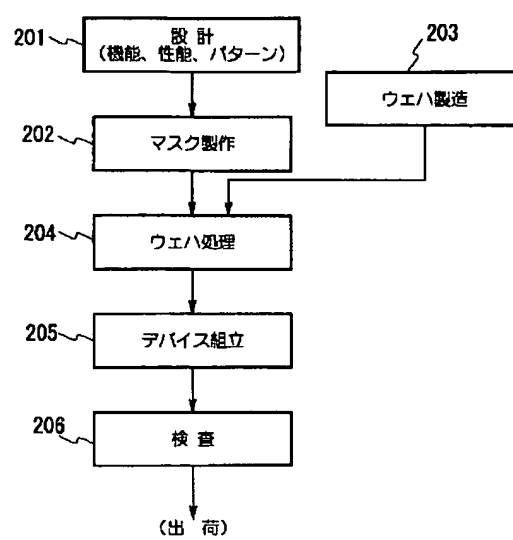 201
設計
(機能、性能、パターン)
203
ウェハ製造
202
マスク製作
204
ウェハ処理
205
デバイス組立
206
検査
(出荷)